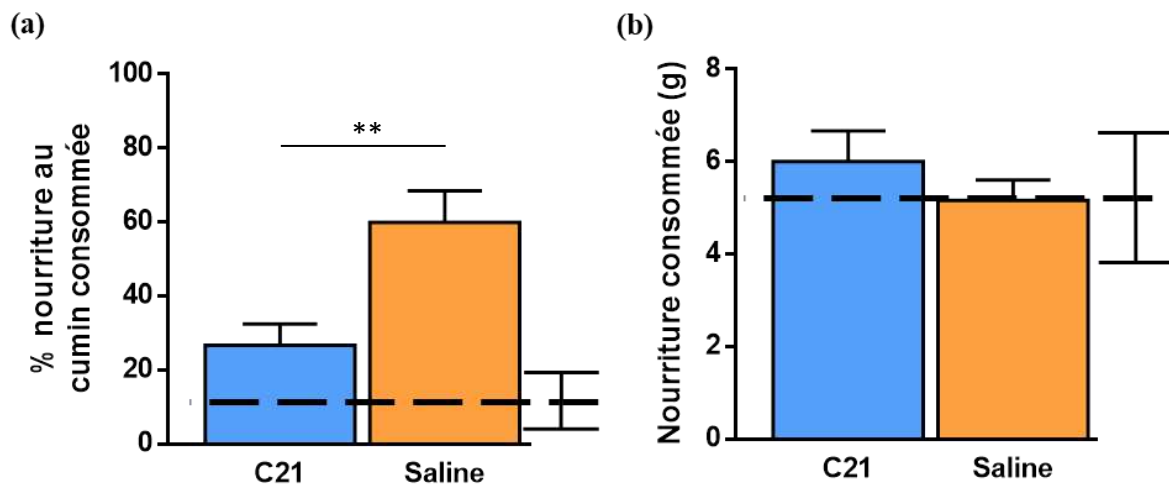 (a)
% nourriture au
cumin consommée
100
80
60
40
20
0
**
C21
Saline
(b)
Nourriture consommée (g)
8
6
4
2
0
C21
Saline